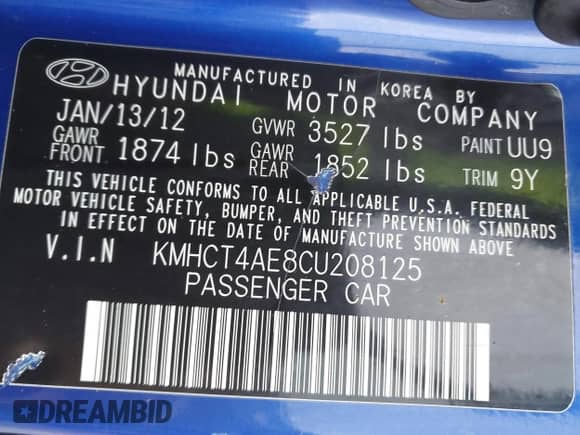 MANUFACTURED IN KOREA BY
HYUNDAI MOTOR COMPANY
JAN/13/12 GVWR 3527 lbs PAINT UU9
GAWR FRONT 1874 lbs GAWR REAR 1852 lbs TRIM 9Y
THIS VEHICLE CONFORMS TO ALL APPLICABLE U.S.A. FEDERAL
MOTOR VEHICLE SAFETY, BUMPER, AND THEFT PREVENTION STANDARDS
IN EFFECT ON THE DATE OF MANUFACTURE SHOWN ABOVE
V.I.N KMHCT4AE8CU208125
PASSENGER CAR
DREAMBID